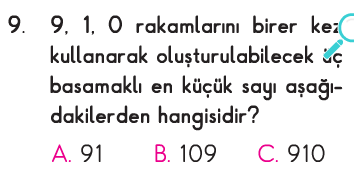 9. 9, 1, 0 rakamlarını birer kez
kullanarak oluşturulabilecek üç
basamaklı en küçük sayı aşağı-
dakilerden hangisidir?
A. 91 B. 109 C. 910